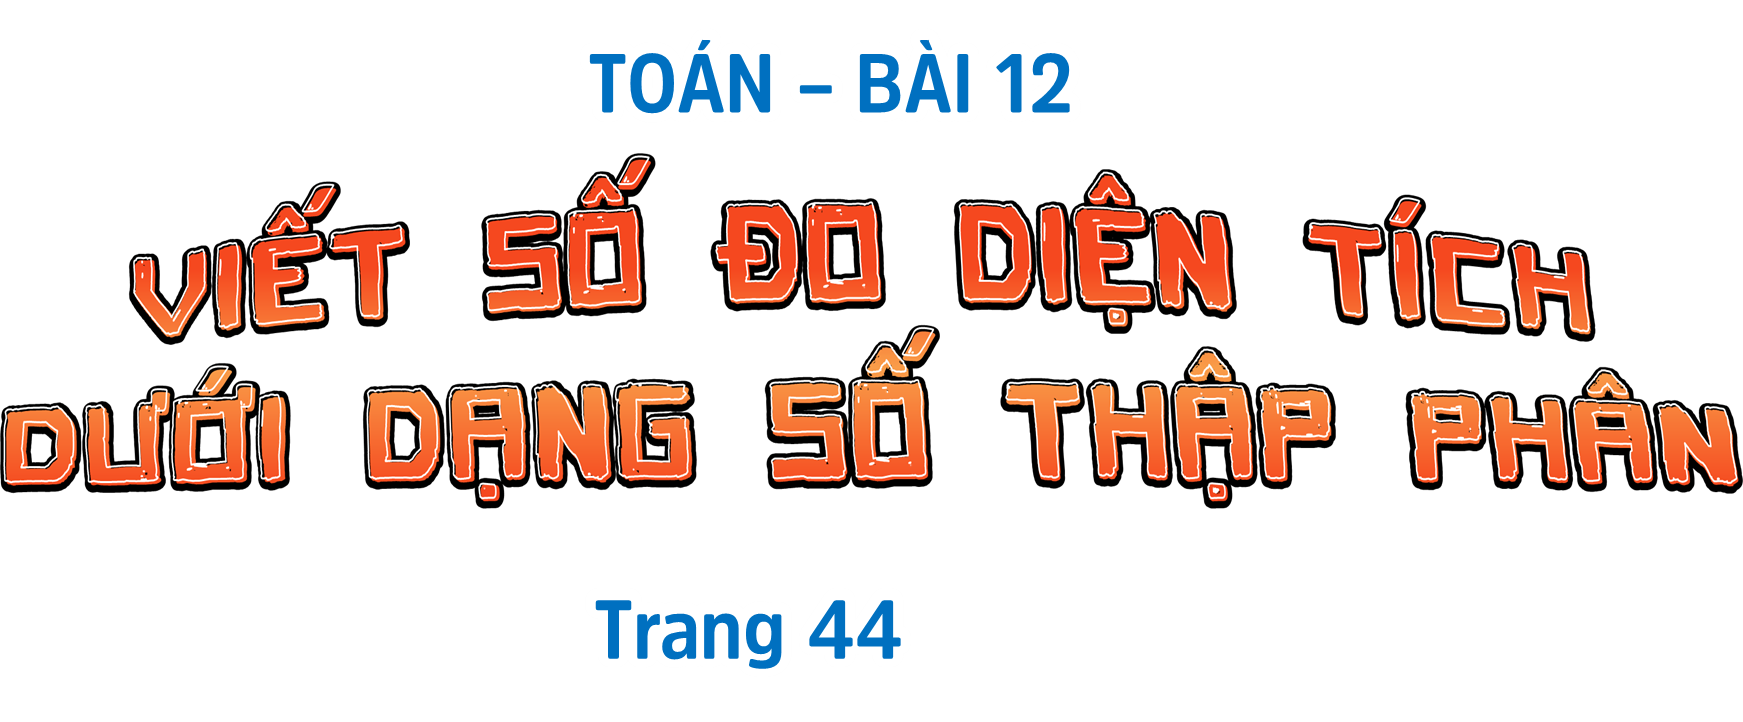 TOÁN – BÀI 12
VIẾT SỐ ĐO DIỆN TÍCH
DƯỚI DẠNG SỐ THẬP PHÂN
Trang 44